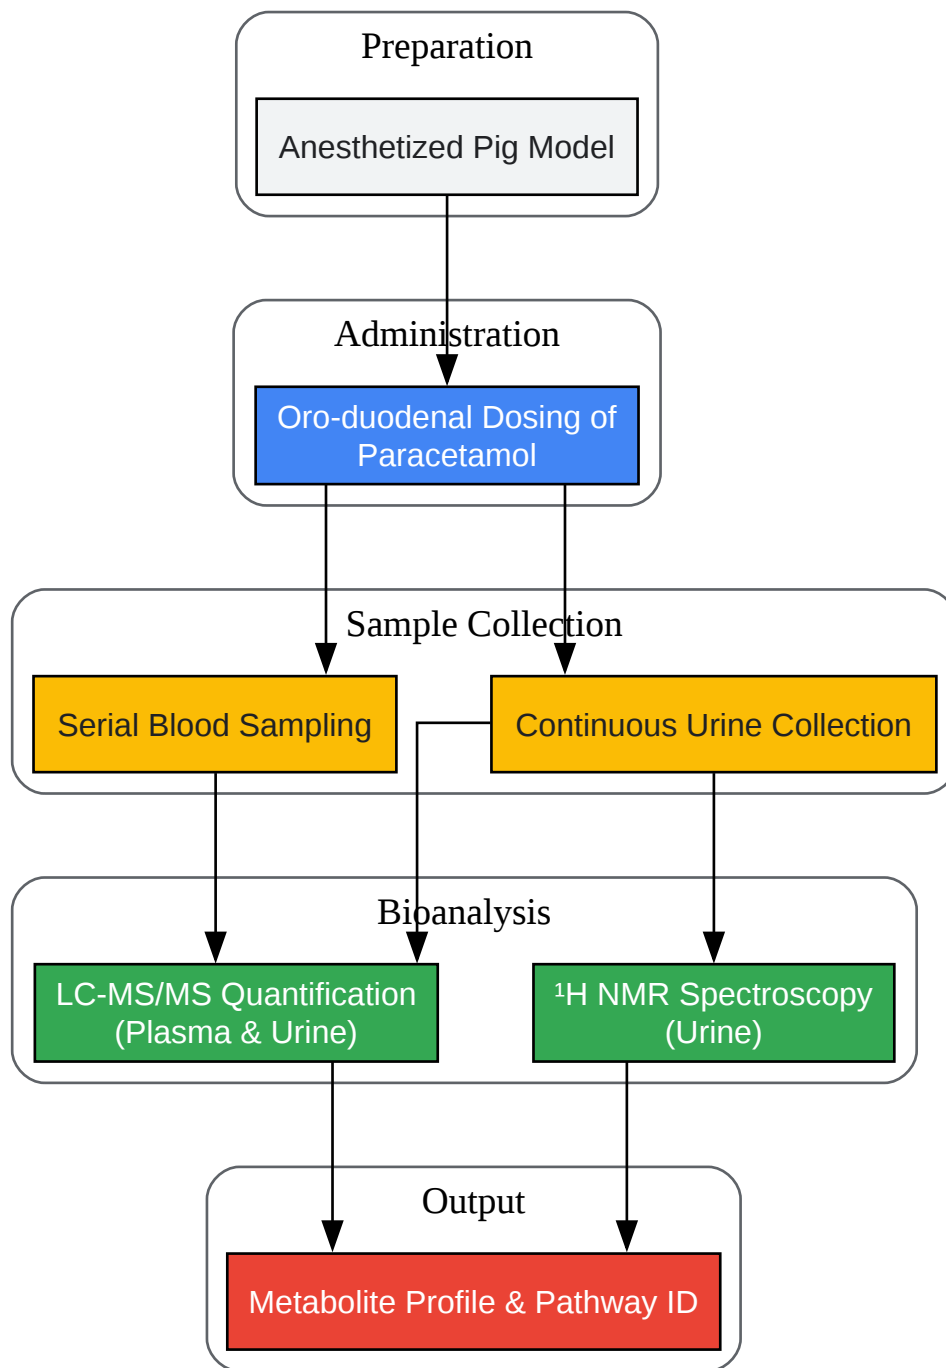 Preparation
Anesthetized Pig Model
Administration
Oro-duodenal Dosing of
Paracetamol
Sample Collection
Serial Blood Sampling
Continuous Urine Collection
Bioanalysis
LC-MS/MS Quantification
(Plasma & Urine)
¹H NMR Spectroscopy
(Urine)
Output
Metabolite Profile & Pathway ID